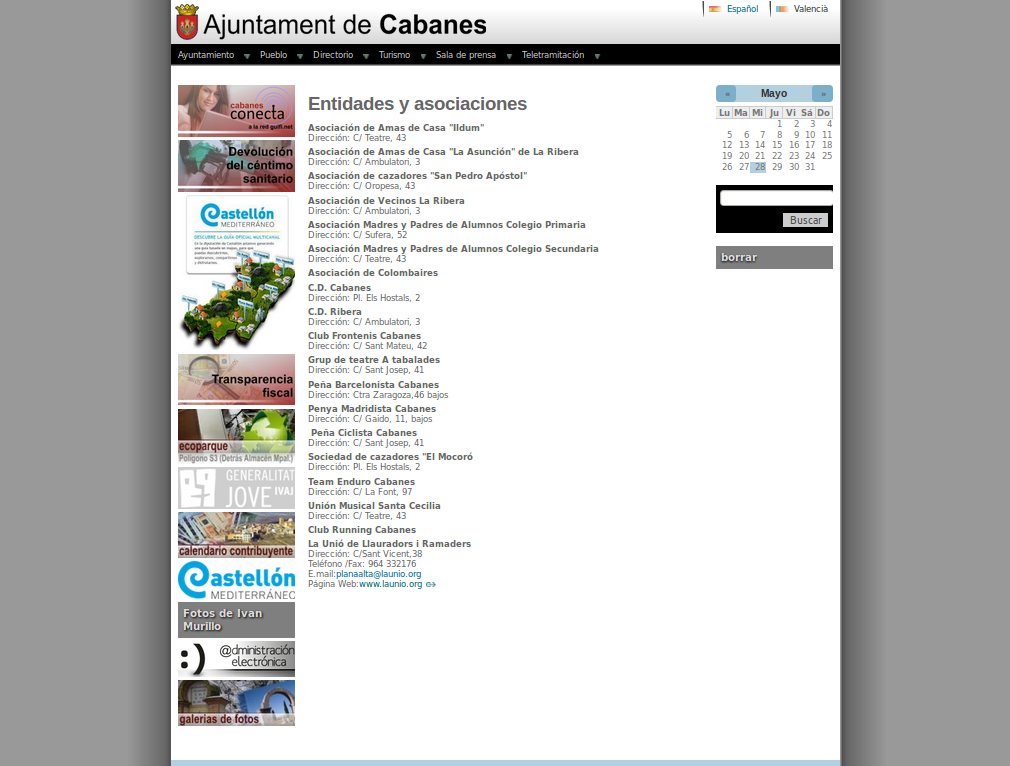 Ajuntament de Cabanes
Español
Valencià
Ayuntamiento
Pueblo
Directorio
Turismo
Sala de prensa
Teletramitación
cabanes
conecta
a la red guifi.net
Devolución
del céntimo
sanitario
Castellón
MEDITERRÁNEO
DESCUBRE LA GUÍA OFICIAL MULTICANAL
Transparencia
fiscal
ecoparque
Polígono S3 (Detrás Almacén Mpal.)
GENERALITAT
JOVE IVAJ
calendario contribuyente
Castellón
MEDITERRÁNEO
Fotos de Ivan
Murillo
:) @dministración
electrónica
galerías de fotos
Entidades y asociaciones
Asociación de Amas de Casa "Ildum"
Dirección: C/ Teatre, 43
Asociación de Amas de Casa "La Asunción" de La Ribera
Dirección: C/ Ambulatori, 3
Asociación de cazadores "San Pedro Apóstol"
Dirección: C/ Oropesa, 43
Asociación de Vecinos La Ribera
Dirección: C/ Ambulatori, 3
Asociación Madres y Padres de Alumnos Colegio Primaria
Dirección: C/ Sufera, 52
Asociación Madres y Padres de Alumnos Colegio Secundaria
Dirección: C/ Teatre, 43
Asociación de Colombaires
C.D. Cabanes
Dirección: Pl. Els Hostals, 2
C.D. Ribera
Dirección: C/ Ambulatori, 3
Club Frontenis Cabanes
Dirección: C/ Sant Mateu, 42
Grup de teatre A tabalades
Dirección: C/ Sant Josep, 41
Peña Barcelonista Cabanes
Dirección: Ctra Zaragoza,46 bajos
Penya Madridista Cabanes
Dirección: C/ Gaido, 11, bajos
Peña Ciclista Cabanes
Dirección: C/ Sant Josep, 41
Sociedad de cazadores "El Mocoró
Dirección: Pl. Els Hostals, 2
Team Enduro Cabanes
Dirección: C/ La Font, 97
Unión Musical Santa Cecilia
Dirección: C/ Teatre, 43
Club Running Cabanes
La Unió de Llauradors i Ramaders
Dirección: C/Sant Vicent,38
Teléfono /Fax: 964 332176
E.mail:planaalta@launio.org
Página Web:www.launio.org
« Mayo »
Lu Ma Mi Ju Vi Sá Do
1 2 3 4
5 6 7 8 9 10 11
12 13 14 15 16 17 18
19 20 21 22 23 24 25
26 27 28 29 30 31
Buscar
borrar